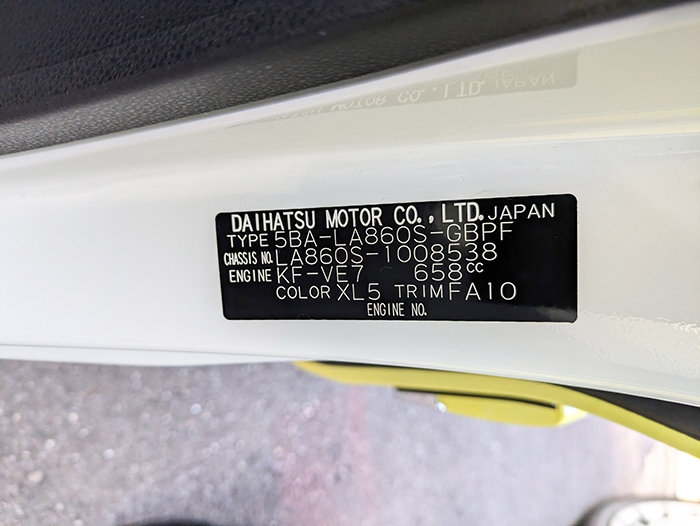 DAIHATSU MOTOR CO., LTD. JAPAN
TYPE 5BA-LA860S-GBPF
CHASSIS NO. LA860S-1008538
ENGINE KF-VE7 658cc
COLOR XL5 TRIM FA10
ENGINE NO.